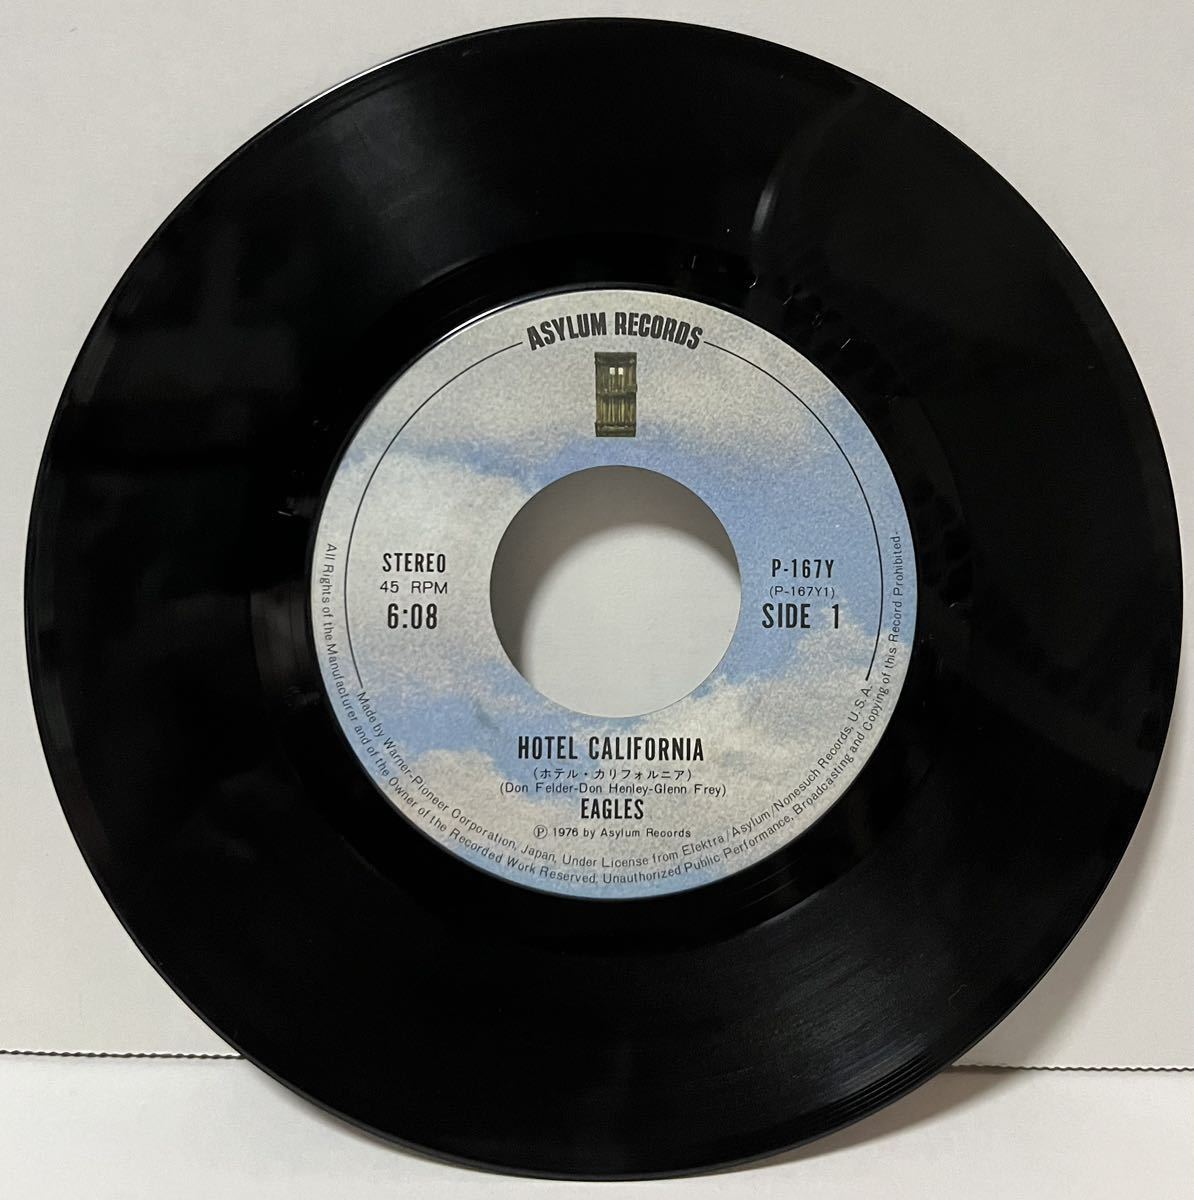 ASYLUM RECORDS
STEREO
45 RPM
6:08
P-167Y
(P-167Y1)
SIDE 1
HOTEL CALIFORNIA
(ホテル・カリフォルニア)
(Don Felder-Don Henley-Glenn Frey)
EAGLES
Ⓟ 1976 by Asylum Records
Made by Warner-Pioneer Corporation, Japan, Under License from Elektra/Asylum/Nonesuch Records, U.S.A.
All Rights of the Manufacturer and of the Owner of the Recorded Work Reserved, Unauthorized Public Performance, Broadcasting and Copying of this Record Prohibited-